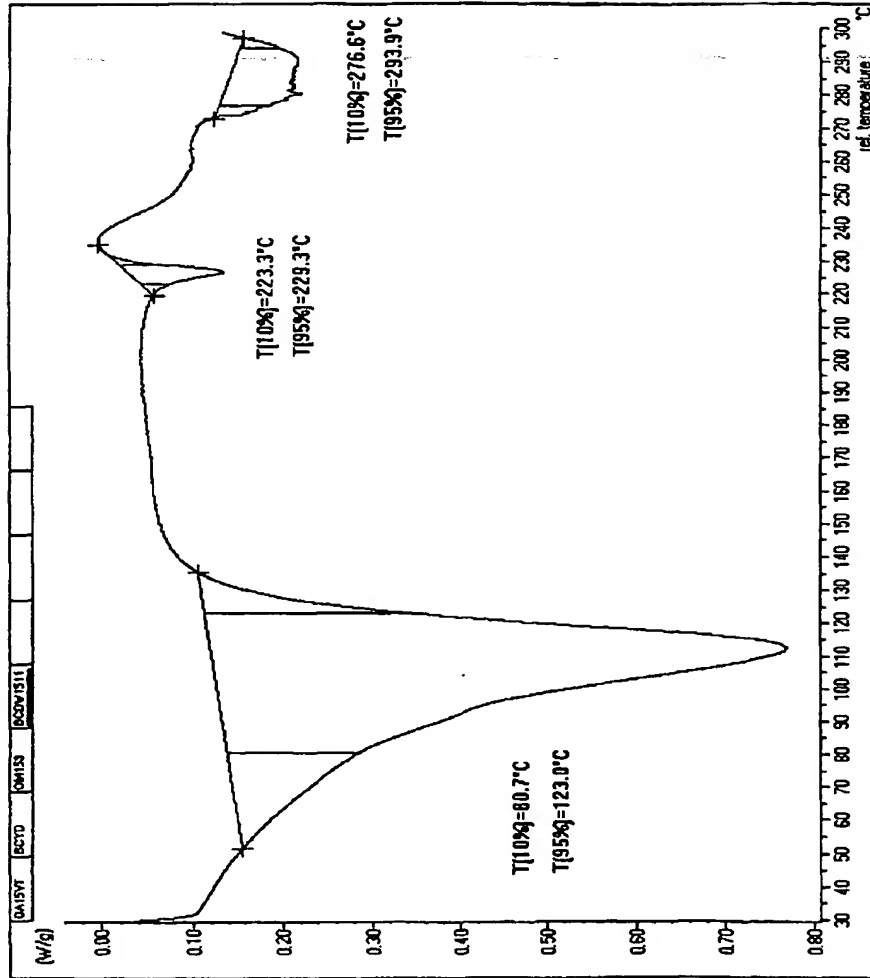 0A15VT BCYD OM153 BCDV1511
(W/g)
0.00
0.10
0.20
0.30
0.40
0.50
0.60
0.70
0.80
T[10%]=80.7°C
T[95%]=123.0°C
T[10%]=223.3°C
T[95%]=229.3°C
T[10%]=276.6°C
T[95%]=293.9°C
30 40 50 60 70 80 90 100 110 120 130 140 150 160 170 180 190 200 210 220 230 240 250 260 270 280 290 300
ref. temperature °C